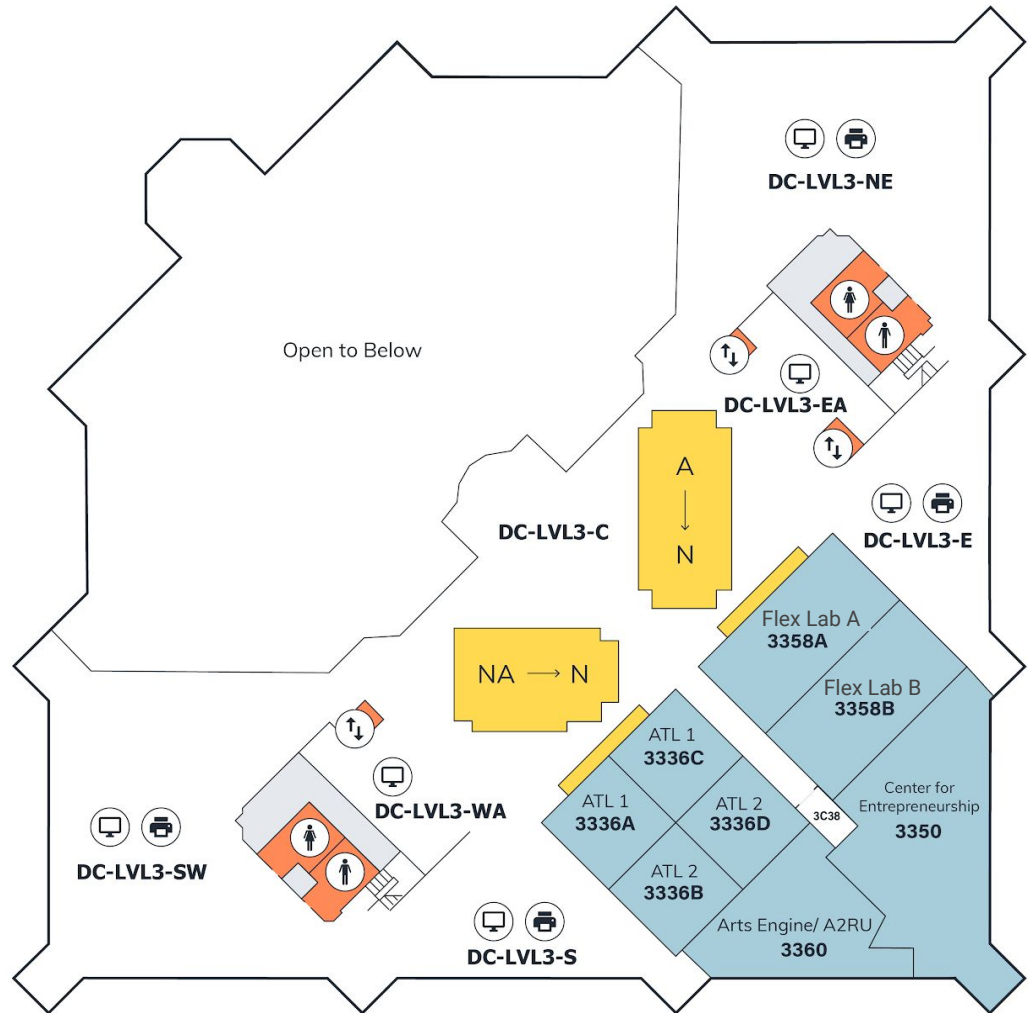 DC-LVL3-NE
Open to Below
DC-LVL3-EA
A
↓
N
DC-LVL3-C
DC-LVL3-E
Flex Lab A
3358A
NA → N
Flex Lab B
3358B
ATL 1
3336C
Center for
Entrepreneurship
3350
ATL 1
3336A
ATL 2
3336D
3C38
DC-LVL3-WA
DC-LVL3-SW
ATL 2
3336B
Arts Engine/ A2RU
3360
DC-LVL3-S